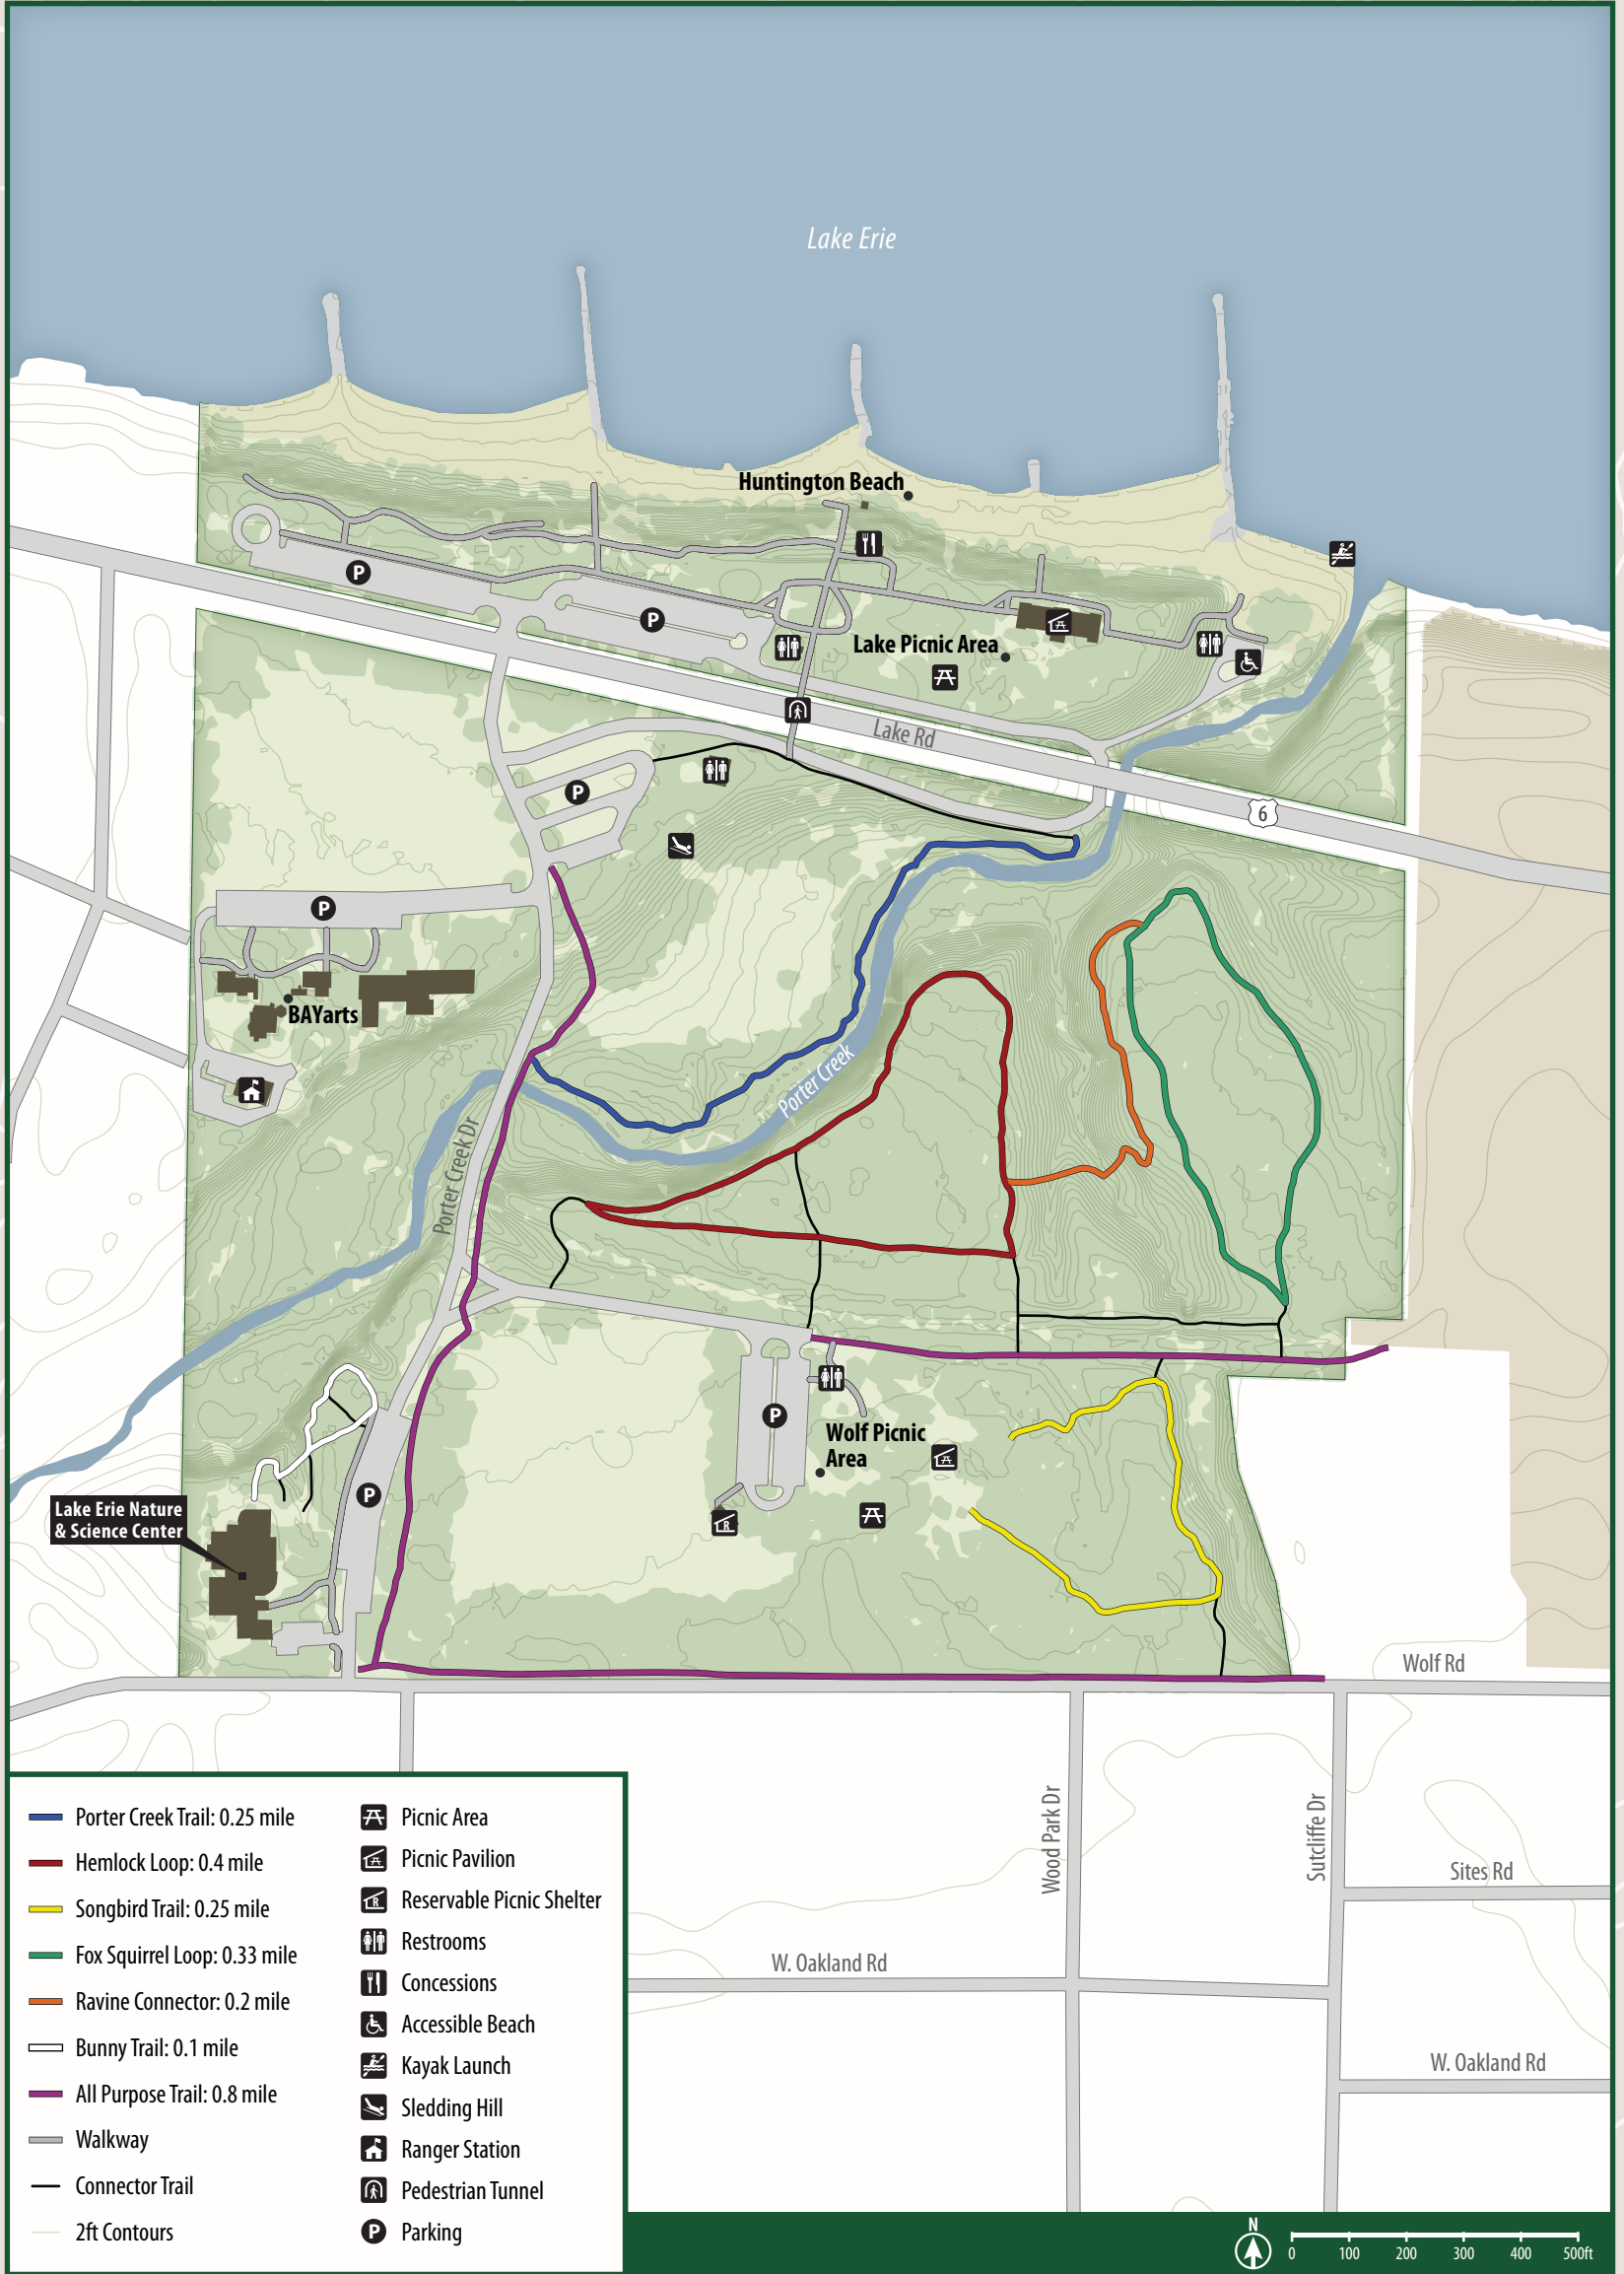 Lake Erie
Huntington Beach
P
P
Lake Picnic Area
Lake Rd
P
6
P
BAYarts
Porter Creek
Porter Creek Dr
P
Wolf Picnic
Area
P
R
Lake Erie Nature
& Science Center
Wolf Rd
Wood Park Dr
Sutcliffe Dr
Sites Rd
W. Oakland Rd
W. Oakland Rd
Porter Creek Trail: 0.25 mile
Hemlock Loop: 0.4 mile
Songbird Trail: 0.25 mile
Fox Squirrel Loop: 0.33 mile
Ravine Connector: 0.2 mile
Bunny Trail: 0.1 mile
All Purpose Trail: 0.8 mile
Walkway
Connector Trail
2ft Contours
Picnic Area
Picnic Pavilion
R Reservable Picnic Shelter
Restrooms
Concessions
Accessible Beach
Kayak Launch
Sledding Hill
Ranger Station
Pedestrian Tunnel
P Parking
N
0 100 200 300 400 500ft